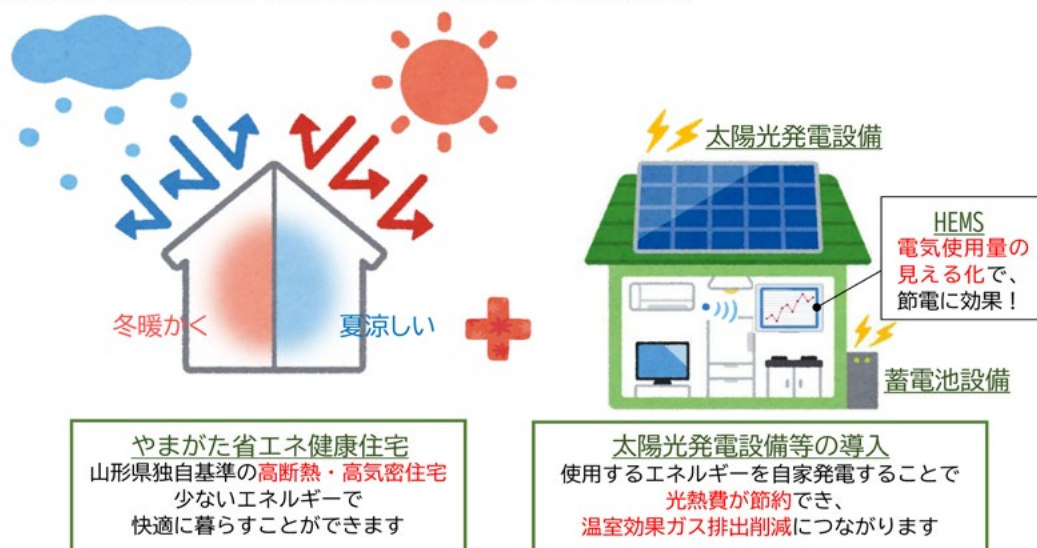 太陽光発電設備
HEMS
電気使用量の
見える化で、
節電に効果！
冬暖かく
夏涼しい
蓄電池設備
やまがた省エネ健康住宅
山形県独自基準の高断熱・高気密住宅
少ないエネルギーで
快適に暮らすことができます
太陽光発電設備等の導入
使用するエネルギーを自家発電することで
光熱費が節約でき、
温室効果ガス排出削減につながります